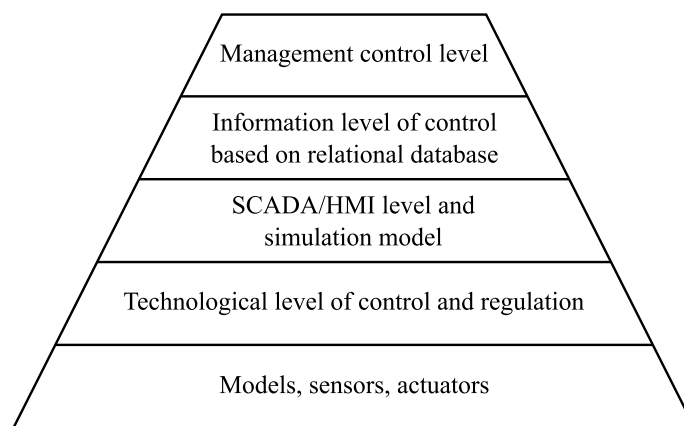 Management control level
Information level of control
based on relational database
SCADA/HMI level and
simulation model
Technological level of control and regulation
Models, sensors, actuators